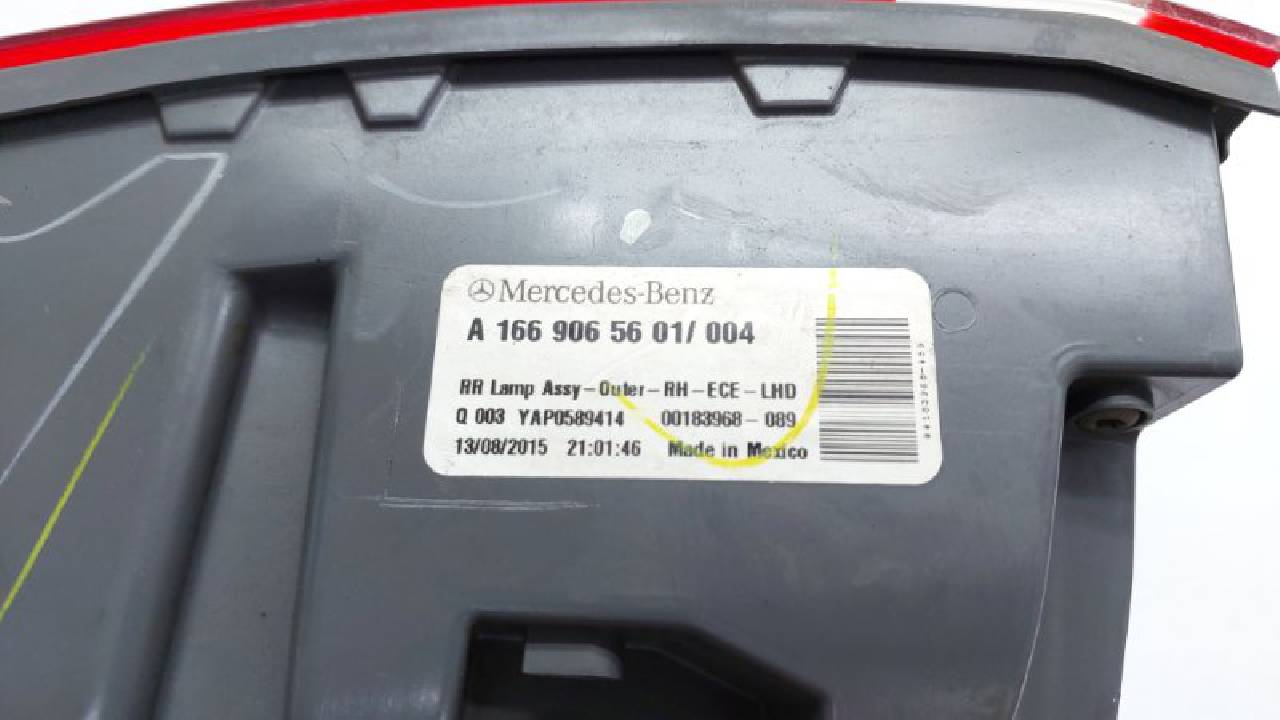 Mercedes-Benz
A 166 906 56 01/ 004
RR Lamp Assy-Outer-RH-ECE-LHD
Q 003 YAP0589414 00183968-089
13/08/2015 21:01:46 Made in Mexico